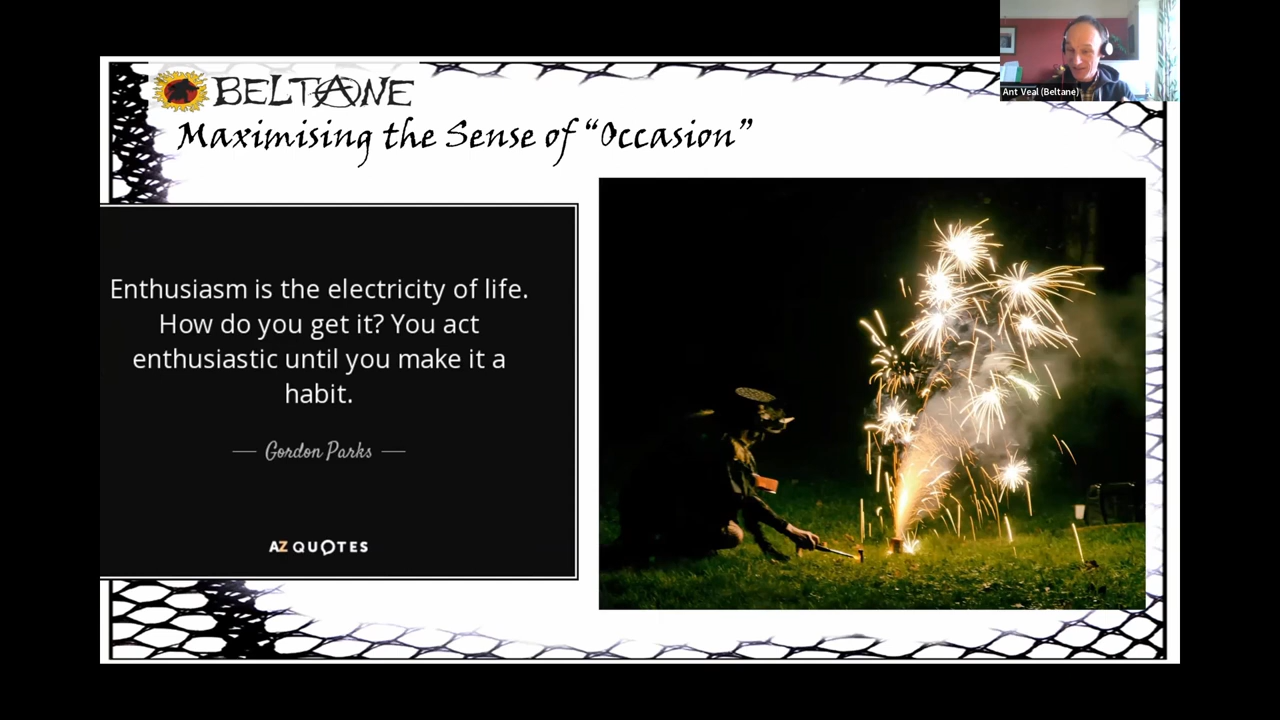 BELTANE
Maximising the Sense of “Occasion”
Enthusiasm is the electricity of life.
How do you get it? You act
enthusiastic until you make it a
habit.
Gordon Parks
AZ QUOTES
Ant Veal (Beltane)